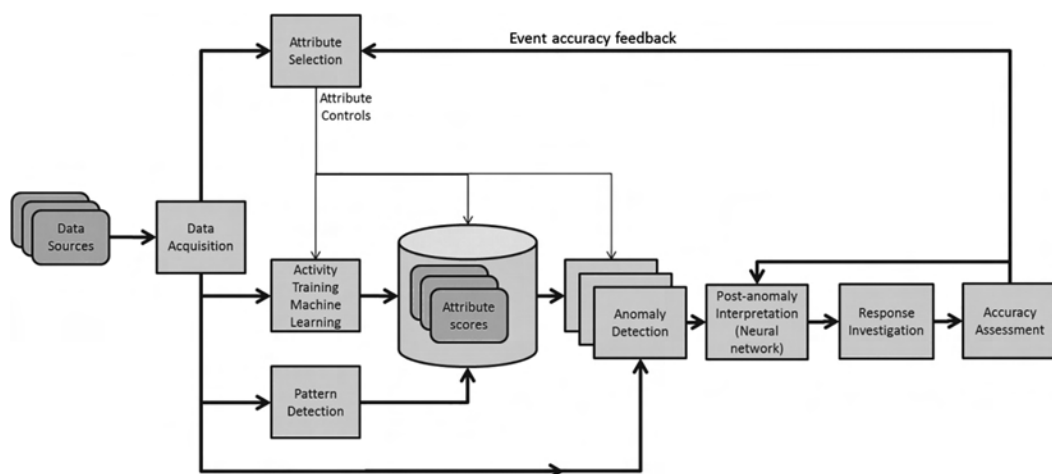 Attribute
Selection
Event accuracy feedback
Attribute
Controls
Data
Sources
Data
Acquisition
Activity
Training
Machine
Learning
Attribute
scores
Anomaly
Detection
Post-anomaly
Interpretation
(Neural
network)
Response
Investigation
Accuracy
Assessment
Pattern
Detection